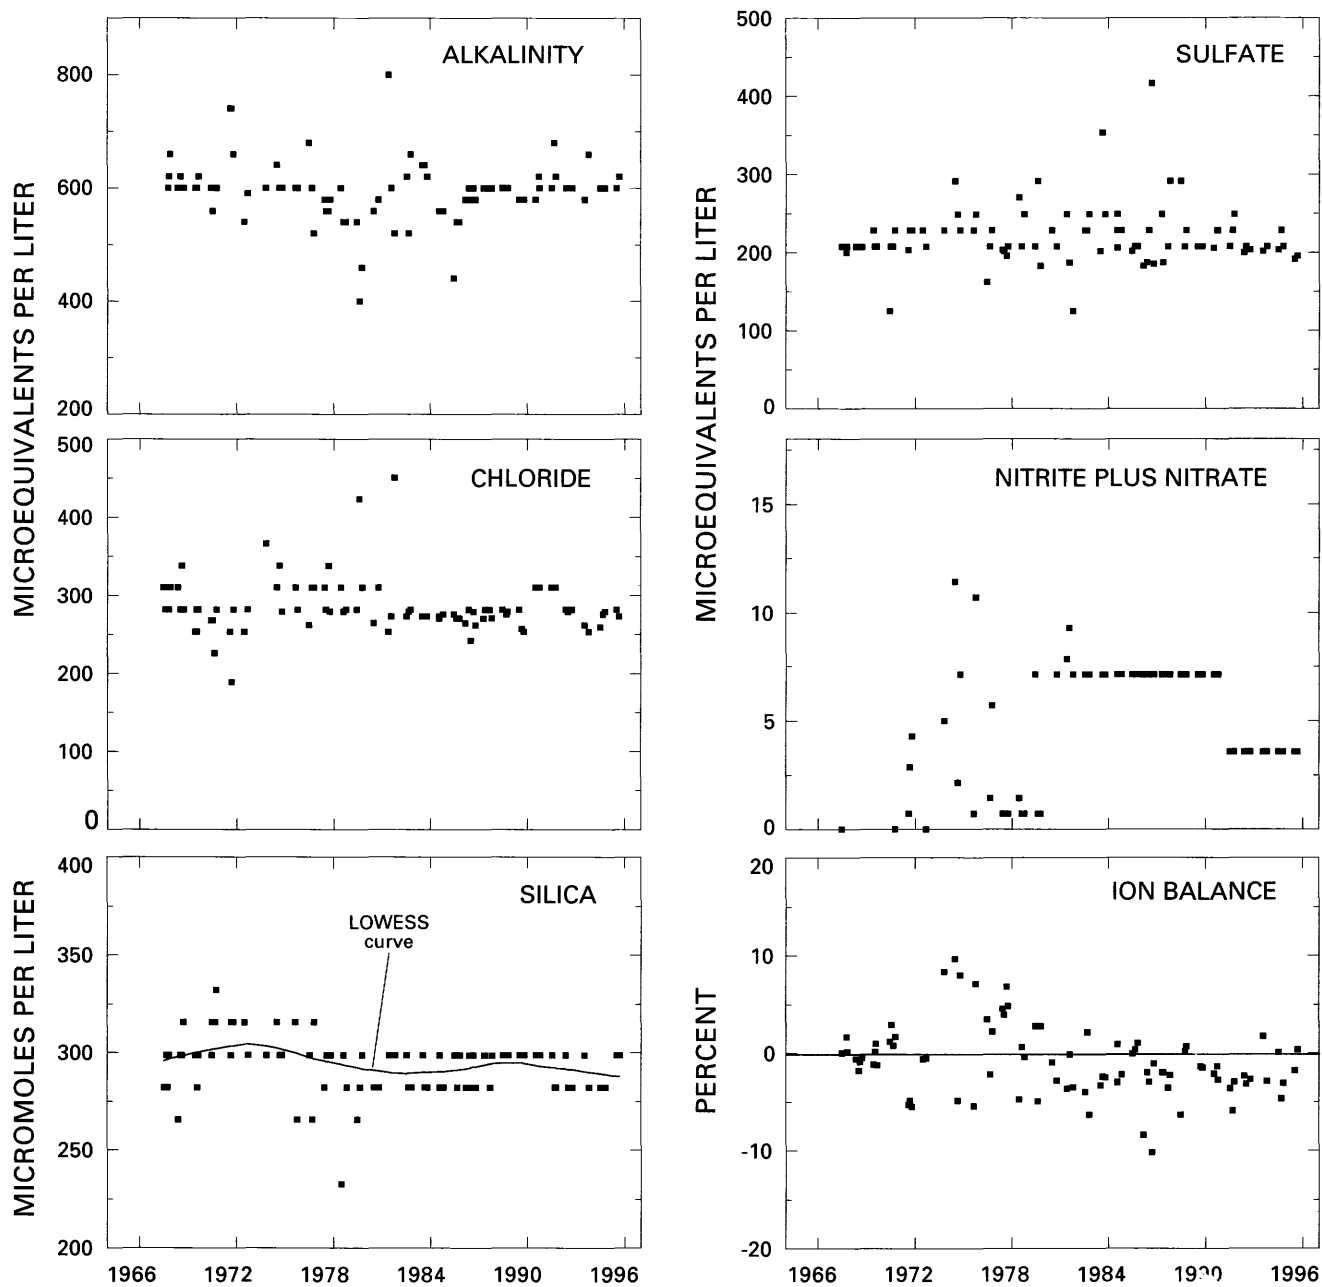 ALKALINITY
800
600
400
200
MICROEQUIVALENTS PER LITER
CHLORIDE
500
400
300
200
100
0
SILICA
LOWESS
curve
400
350
300
250
200
MICROMOLES PER LITER
1966 1972 1978 1984 1990 1996
SULFATE
500
400
300
200
100
0
MICROEQUIVALENTS PER LITER
NITRITE PLUS NITRATE
15
10
5
0
ION BALANCE
20
10
0
-10
-20
PERCENT
1966 1972 1978 1984 1990 1996